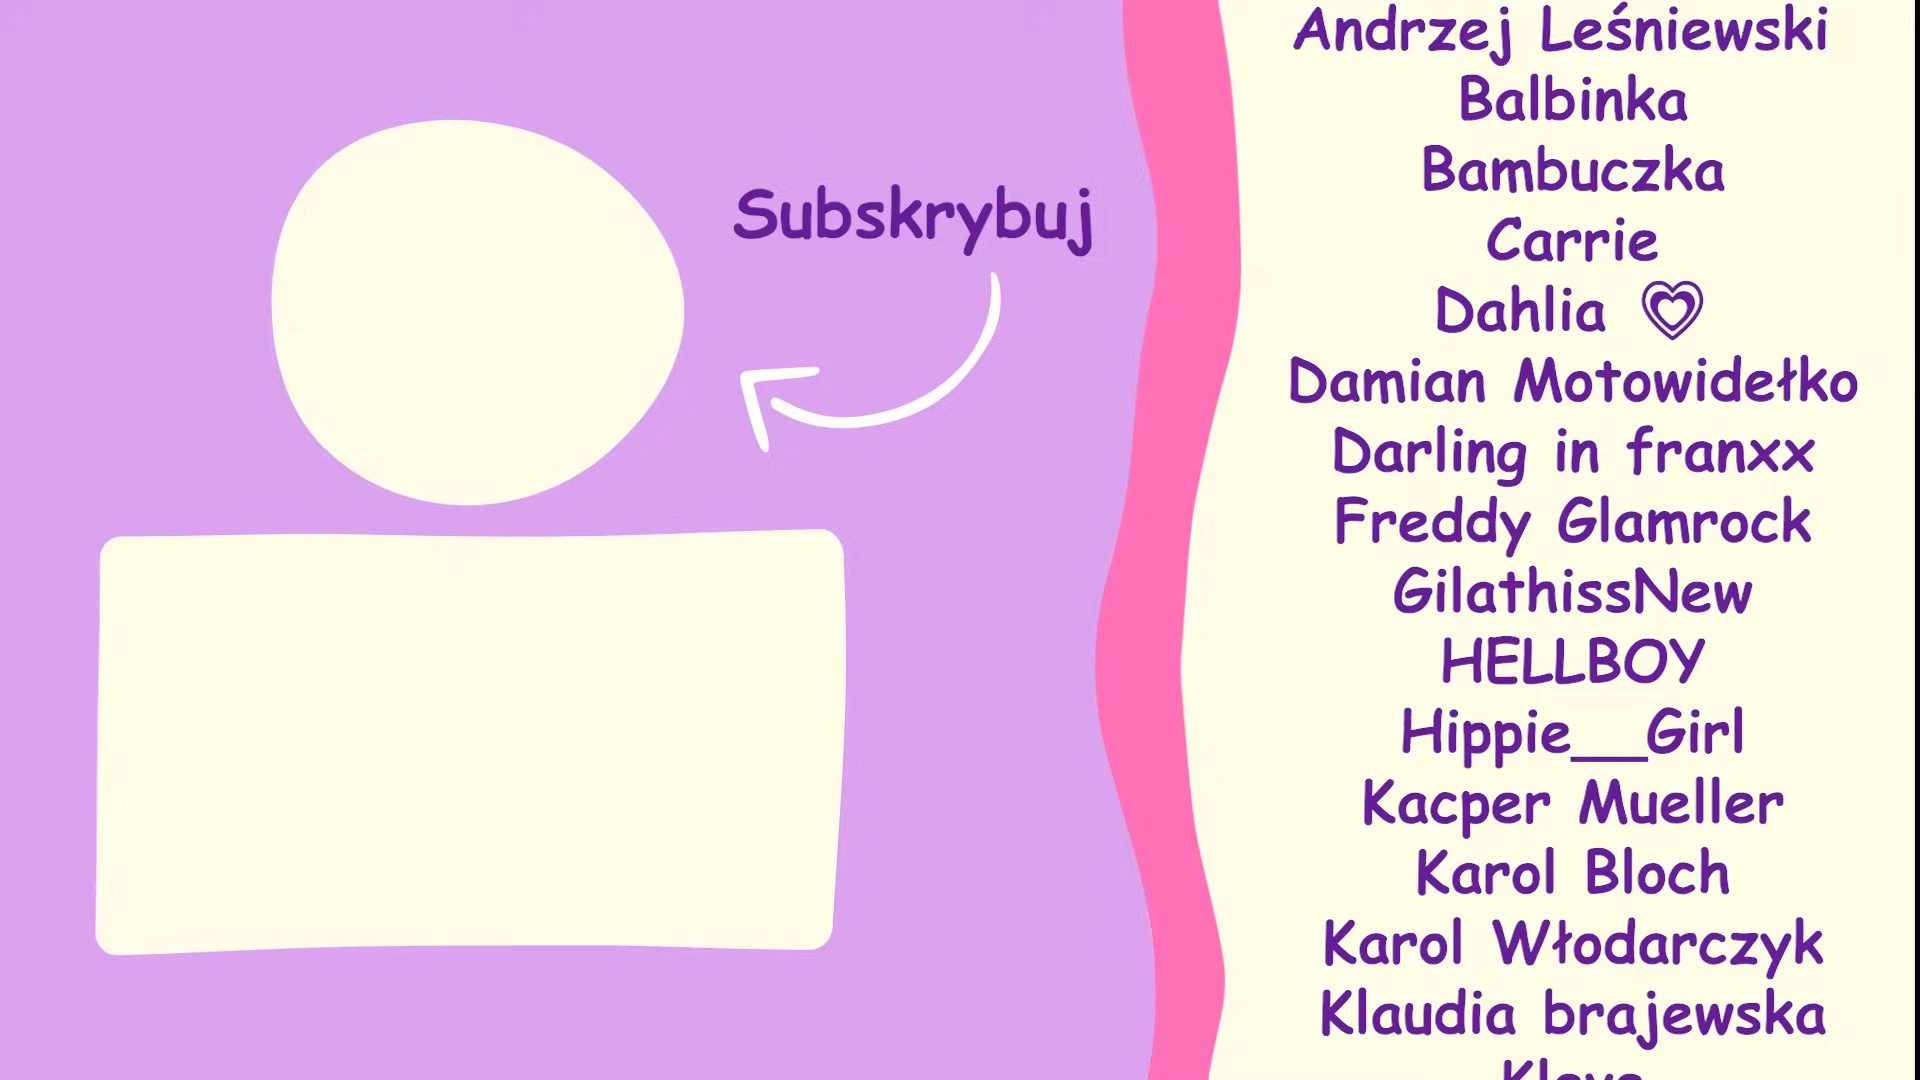 Subskrybuj
Andrzej Leśniewski
Balbinka
Bambuczka
Carrie
Dahlia 💗
Damian Motowidełko
Darling in franxx
Freddy Glamrock
GilathissNew
HELLBOY
Hippie__Girl
Kacper Mueller
Karol Bloch
Karol Włodarczyk
Klaudia brajewska